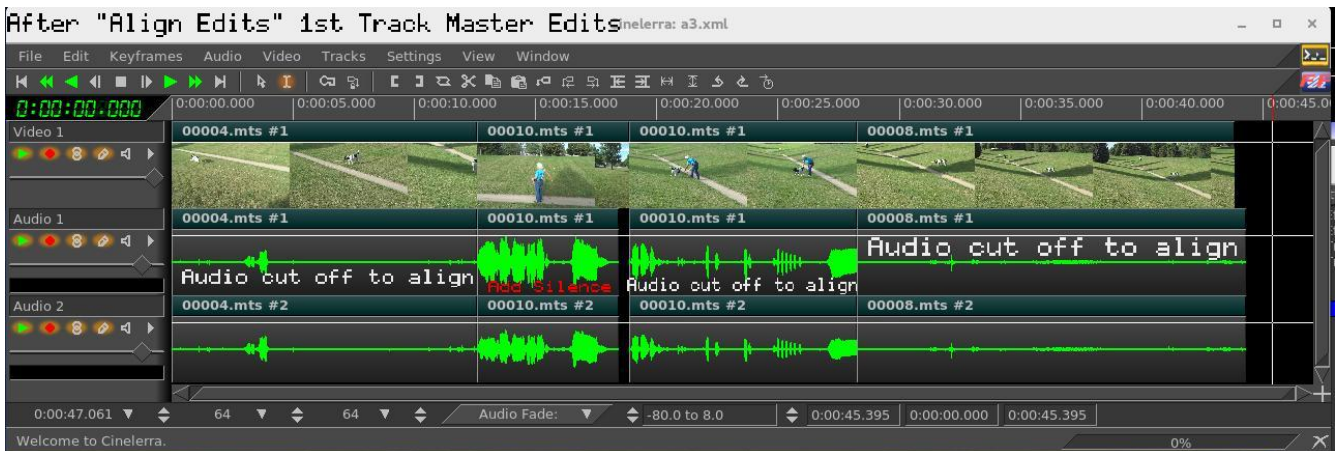 After "Align Edits" 1st Track Master Edits inelerra: a3.xml
File Edit Keyframes Audio Video Tracks Settings View Window
0:00:00.000 0:00:00.000 0:00:05.000 0:00:10.000 0:00:15.000 0:00:20.000 0:00:25.000 0:00:30.000 0:00:35.000 0:00:40.000 0:00:45.0
Video 1 00004.mts #1 00010.mts #1 00010.mts #1 00008.mts #1
Audio 1 00004.mts #1 00010.mts #1 00010.mts #1 00008.mts #1
Audio cut off to align
Audio cut off to align Add Silence Audio cut off to align
Audio 2 00004.mts #2 00010.mts #2 00010.mts #2 00008.mts #2
0:00:47.061 64 64 Audio Fade: -80.0 to 8.0 0:00:45.395 0:00:00.000 0:00:45.395
Welcome to Cinelerra. 0%